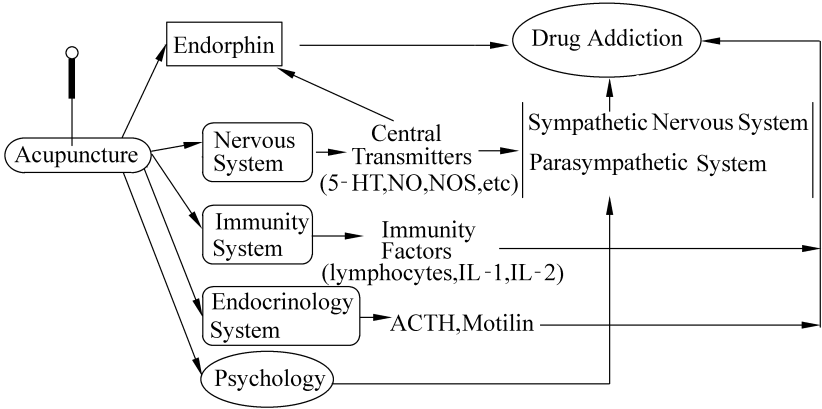 Endorphin
Drug Addiction
Acupuncture
Nervous
System
Central
Transmitters
(5-HT,NO,NOS,etc)
Sympathetic Nervous System
Parasympathetic System
Immunity
System
Immunity
Factors
(lymphocytes,IL-1,IL-2)
Endocrinology
System
ACTH,Motilin
Psychology